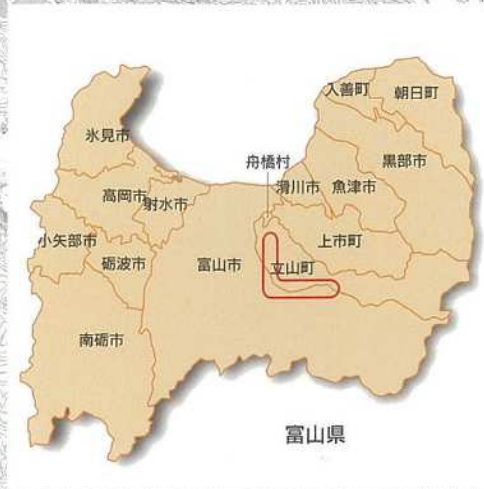 入善町
朝日町
氷見市
黒部市
舟橋村
滑川市
魚津市
高岡市
射水市
上市町
小矢部市
砺波市
富山市
立山町
南砺市
富山県